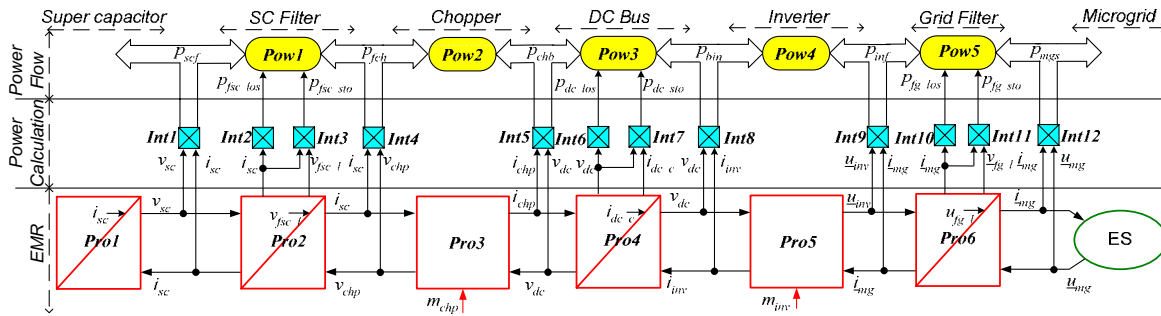 Super capacitor SC Filter Chopper DC Bus Inverter Grid Filter Microgrid
Power Flow
p_scf Pow1 p_fch Pow2 p_chb Pow3 p_bin Pow4 p_inf Pow5 p_mgs
p_fsc_los p_fsc_sto p_dc_los p_dc_sto p_fg_los p_fg_sto
Power Calculation
Int1 Int2 Int3 Int4 Int5 Int6 Int7 Int8 Int9 Int10 Int11 Int12
v_sc i_sc i_sc v_fsc_l i_sc v_chp i_chp v_dc v_dc i_dc_c v_dc i_inv u_inv i_mg i_mg v_fg_l i_mg u_mg
EMR
v_sc i_sc i_chp v_dc u_inv i_mg
i_sc v_fsc_l i_dc_c u_fg_l
Pro1 Pro2 Pro3 Pro4 Pro5 Pro6 ES
i_sc v_chp v_dc i_inv i_mg u_mg
m_chp m_inv